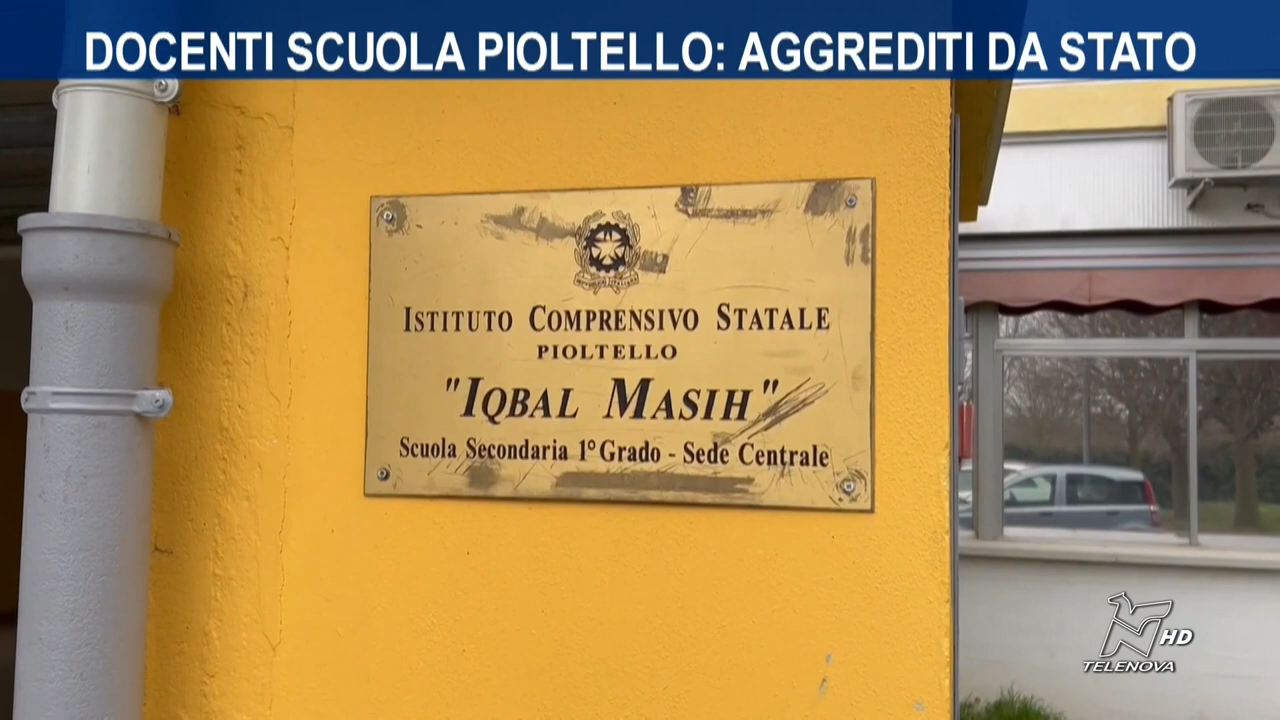 DOCENTI SCUOLA PIOLTELLO: AGGREDITI DA STATO
ISTITUTO COMPRENSIVO STATALE
PIOLTELLO
"IQBAL MASIH"
Scuola Secondaria 1° Grado - Sede Centrale
HD
TELENOVA